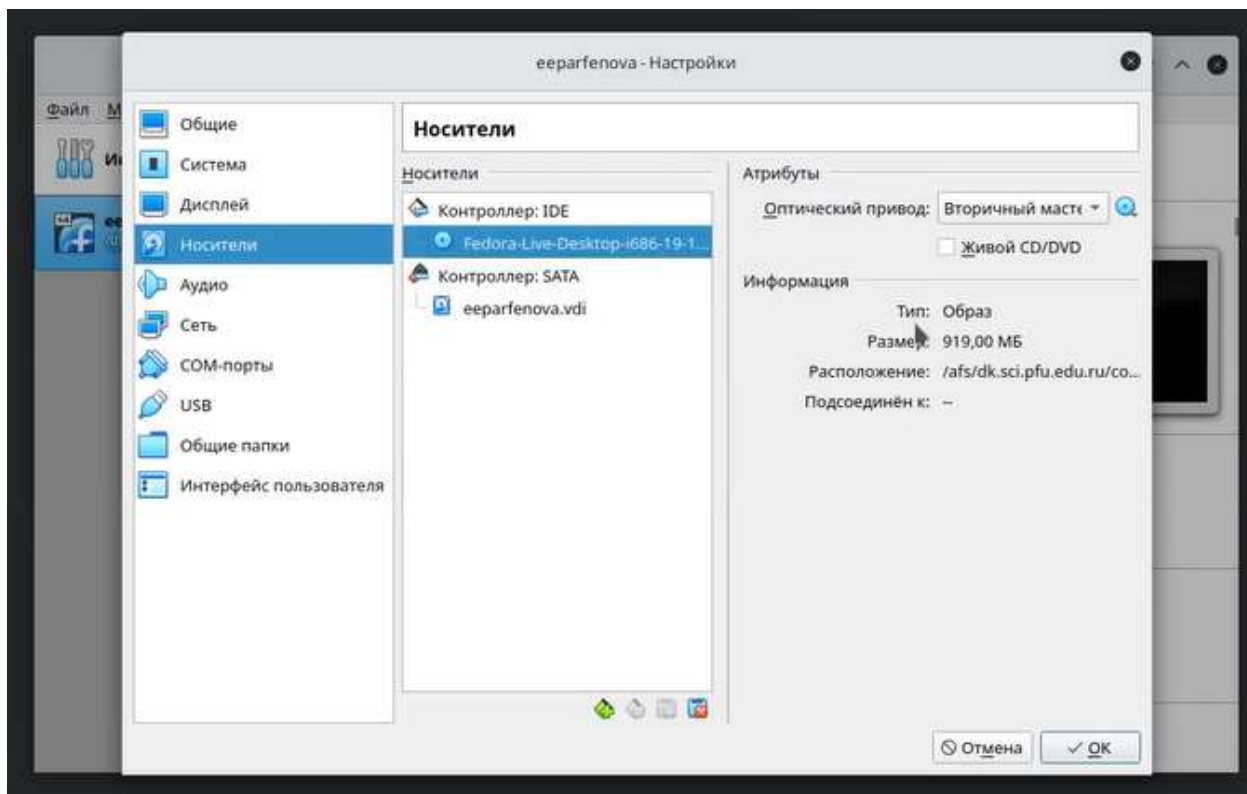 eeparfenova - Настройки
Файл М
Общие
Система
Дисплей
Носители
Аудио
Сеть
COM-порты
USB
Общие папки
Интерфейс пользователя
Носители
Носители
Контроллер: IDE
Fedora-Live-Desktop-i686-19-1...
Контроллер: SATA
eeparfenova.vdi
Атрибуты
Оптический привод: Вторичный масте
Живой CD/DVD
Информация
Тип: Образ
Размер: 919,00 МБ
Расположение: /afs/dk.sci.pfu.edu.ru/co...
Подсоединён к: --
Отмена
OK